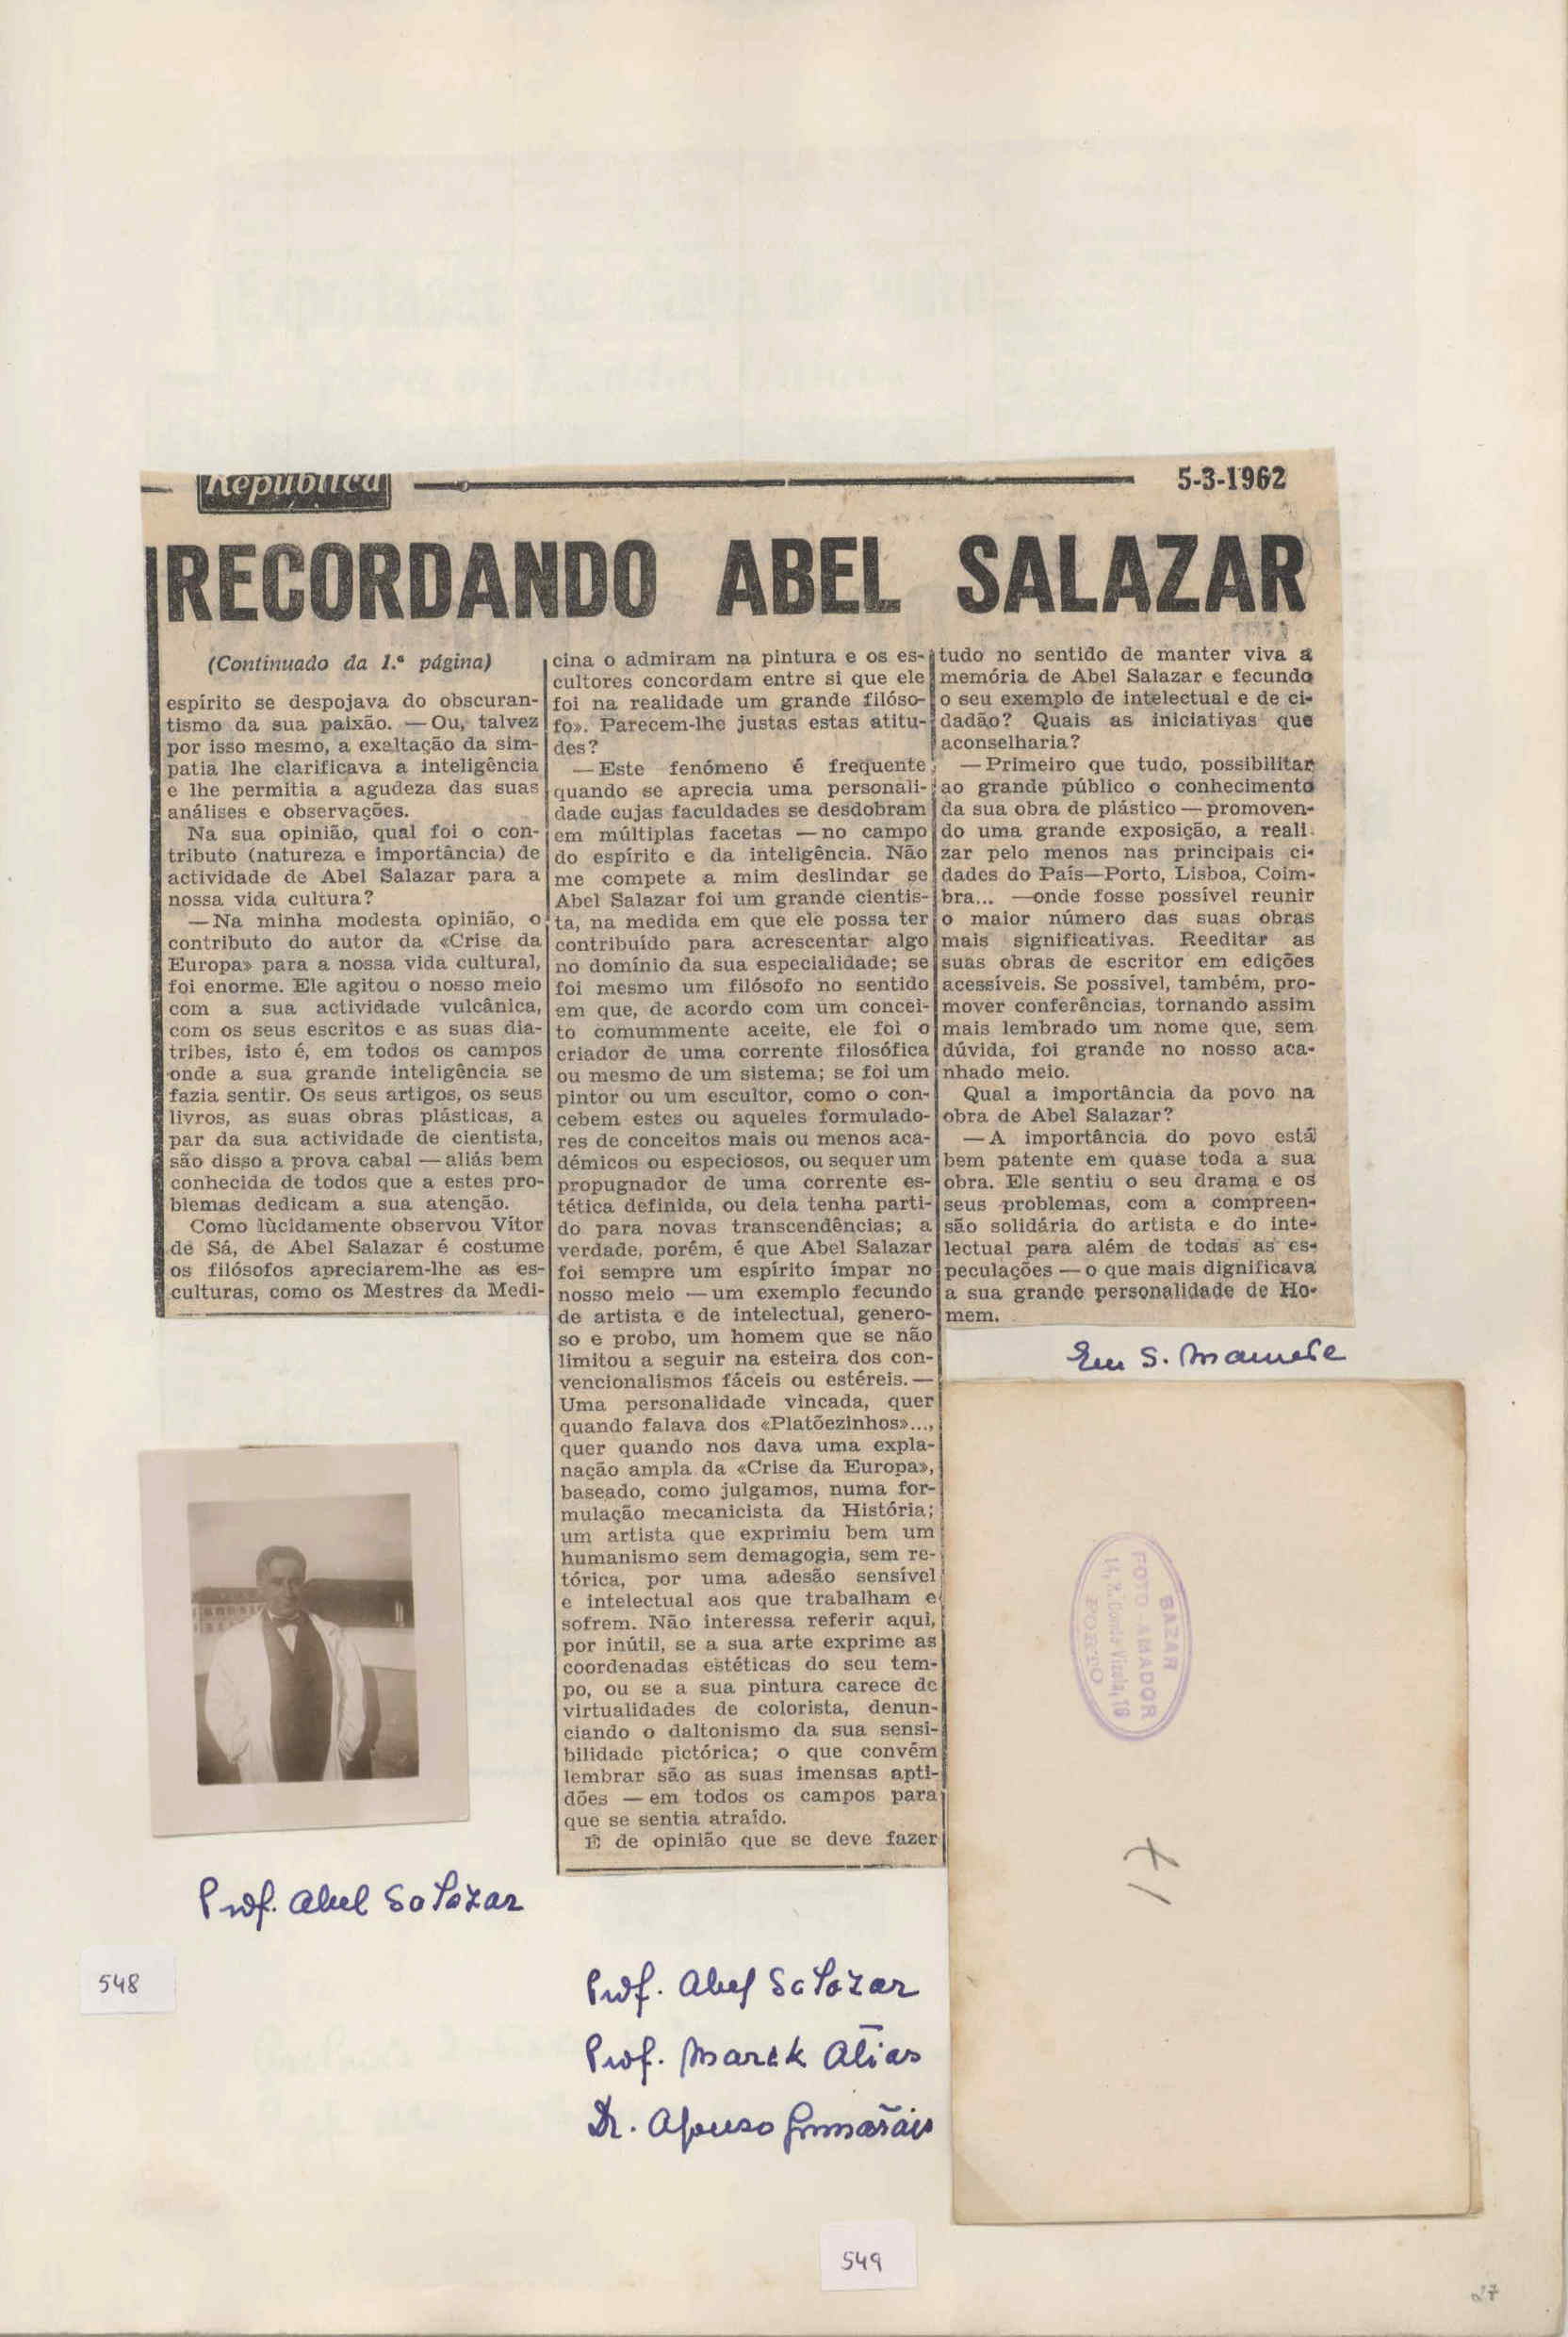 República
5-3-1962
RECORDANDO ABEL SALAZAR
(Continuado da 1.ª página)
espírito se despojava do obscuran-
tismo da sua paixão. — Ou, talvez
por isso mesmo, a exaltação da sim-
patia lhe clarificava a inteligência
e lhe permitia a agudeza das suas
análises e observações.
Na sua opinião, qual foi o con-
tributo (natureza e importância) de
actividade de Abel Salazar para a
nossa vida cultura?
— Na minha modesta opinião, o
contributo do autor da «Crise da
Europa» para a nossa vida cultural,
foi enorme. Ele agitou o nosso meio
com a sua actividade vulcânica,
com os seus escritos e as suas dia-
tribes, isto é, em todos os campos
onde a sua grande inteligência se
fazia sentir. Os seus artigos, os seus
livros, as suas obras plásticas, a
par da sua actividade de cientista,
são disso a prova cabal — aliás bem
conhecida de todos que a estes pro-
blemas dedicam a sua atenção.
Como lùcidamente observou Vítor
de Sá, de Abel Salazar é costume
os filósofos apreciarem-lhe as es-
culturas, como os Mestres da Medi-
cina o admiram na pintura e os es-
cultores concordam entre si que ele
foi na realidade um grande filóso-
fo». Parecem-lhe justas estas atitu-
des?
— Este fenómeno é frequente
quando se aprecia uma personali-
dade cujas faculdades se desdobram
em múltiplas facetas — no campo
do espírito e da inteligência. Não
me compete a mim deslindar se
Abel Salazar foi um grande cientis-
ta, na medida em que ele possa ter
contribuído para acrescentar algo
no domínio da sua especialidade; se
foi mesmo um filósofo no sentido
em que, de acordo com um concei-
to comummente aceite, ele foi o
criador de uma corrente filosófica
ou mesmo de um sistema; se foi um
pintor ou um escultor, como o con-
cebem estes ou aqueles formulado-
res de conceitos mais ou menos aca-
démicos ou especiosos, ou sequer um
propugnador de uma corrente es-
tética definida, ou dela tenha parti-
do para novas transcendências; a
verdade, porém, é que Abel Salazar
foi sempre um espírito ímpar no
nosso meio — um exemplo fecundo
de artista e de intelectual, genero-
so e probo, um homem que se não
limitou a seguir na esteira dos con-
vencionalismos fáceis ou estéreis. —
Uma personalidade vincada, quer
quando falava dos «Platõezinhos»...,
quer quando nos dava uma expla-
nação ampla da «Crise da Europa»,
baseado, como julgamos, numa for-
mulação mecanicista da História;
um artista que exprimiu bem um
humanismo sem demagogia, sem re-
tórica, por uma adesão sensível
e intelectual aos que trabalham e
sofrem. Não interessa referir aqui,
por inútil, se a sua arte exprime as
coordenadas estéticas do seu tem-
po, ou se a sua pintura carece de
virtualidades de colorista, denun-
ciando o daltonismo da sua sensi-
bilidade pictórica; o que convém
lembrar são as suas imensas apti-
dões — em todos os campos para
que se sentia atraído.
É de opinião que se deve fazer
tudo no sentido de manter viva a
memória de Abel Salazar e fecundo
o seu exemplo de intelectual e de ci-
dadão? Quais as iniciativas que
aconselharia?
— Primeiro que tudo, possibilitar
ao grande público o conhecimento
da sua obra de plástico — promoven-
do uma grande exposição, a reali-
zar pelo menos nas principais ci-
dades do País—Porto, Lisboa, Coim-
bra... —onde fosse possível reunir
o maior número das suas obras
mais significativas. Reeditar as
suas obras de escritor em edições
acessíveis. Se possível, também, pro-
mover conferências, tornando assim
mais lembrado um nome que, sem
dúvida, foi grande no nosso aca-
nhado meio.
Qual a importância da povo na
obra de Abel Salazar?
— A importância do povo está
bem patente em quase toda a sua
obra. Ele sentiu o seu drama e os
seus problemas, com a compreen-
são solidária do artista e do inte-
lectual para além de todas as es-
peculações — o que mais dignificava
a sua grande personalidade de Ho-
mem.
Em S. Mamede
BAZAR
FOTO AMADOR
PORTO
17
Prof. Abel Salazar
548
Prof. Abel Salazar
Prof. Marck Atias
Dr. Afonso Guimarãis
549
27